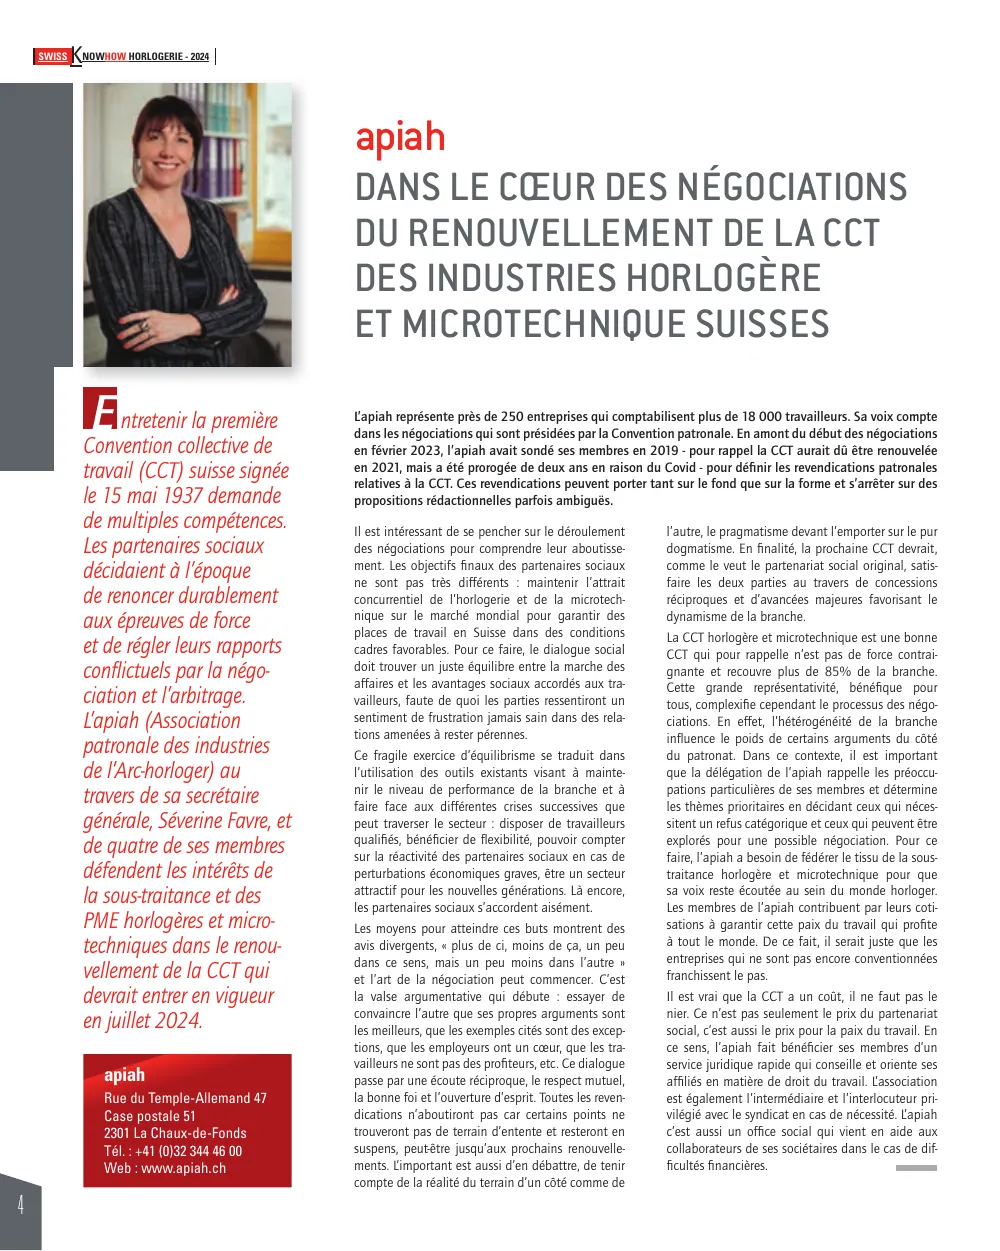 SWISS KNOWHOW HORLOGERIE - 2024
apiah
DANS LE CŒUR DES NÉGOCIATIONS
DU RENOUVELLEMENT DE LA CCT
DES INDUSTRIES HORLOGÈRE
ET MICROTECHNIQUE SUISSES
Entretenir la première
Convention collective de
travail (CCT) suisse signée
le 15 mai 1937 demande
de multiples compétences.
Les partenaires sociaux
décidaient à l’époque
de renoncer durablement
aux épreuves de force
et de régler leurs rapports
conflictuels par la négo-
ciation et l’arbitrage.
L’apiah (Association
patronale des industries
de l’Arc-horloger) au
travers de sa secrétaire
générale, Séverine Favre, et
de quatre de ses membres
défendent les intérêts de
la sous-traitance et des
PME horlogères et micro-
techniques dans le renou-
vellement de la CCT qui
devrait entrer en vigueur
en juillet 2024.
apiah
Rue du Temple-Allemand 47
Case postale 51
2301 La Chaux-de-Fonds
Tél. : +41 (0)32 344 46 00
Web : www.apiah.ch
L’apiah représente près de 250 entreprises qui comptabilisent plus de 18 000 travailleurs. Sa voix compte
dans les négociations qui sont présidées par la Convention patronale. En amont du début des négociations
en février 2023, l’apiah avait sondé ses membres en 2019 - pour rappel la CCT aurait dû être renouvelée
en 2021, mais a été prorogée de deux ans en raison du Covid - pour définir les revendications patronales
relatives à la CCT. Ces revendications peuvent porter tant sur le fond que sur la forme et s’arrêter sur des
propositions rédactionnelles parfois ambiguës.
Il est intéressant de se pencher sur le déroulement
des négociations pour comprendre leur aboutisse-
ment. Les objectifs finaux des partenaires sociaux
ne sont pas très différents : maintenir l’attrait
concurrentiel de l’horlogerie et de la microtech-
nique sur le marché mondial pour garantir des
places de travail en Suisse dans des conditions
cadres favorables. Pour ce faire, le dialogue social
doit trouver un juste équilibre entre la marche des
affaires et les avantages sociaux accordés aux tra-
vailleurs, faute de quoi les parties ressentiront un
sentiment de frustration jamais sain dans des rela-
tions amenées à rester pérennes.
Ce fragile exercice d’équilibrisme se traduit dans
l’utilisation des outils existants visant à mainte-
nir le niveau de performance de la branche et à
faire face aux différentes crises successives que
peut traverser le secteur : disposer de travailleurs
qualifiés, bénéficier de flexibilité, pouvoir compter
sur la réactivité des partenaires sociaux en cas de
perturbations économiques graves, être un secteur
attractif pour les nouvelles générations. Là encore,
les partenaires sociaux s’accordent aisément.
Les moyens pour atteindre ces buts montrent des
avis divergents, « plus de ci, moins de ça, un peu
dans ce sens, mais un peu moins dans l’autre »
et l’art de la négociation peut commencer. C’est
la valse argumentative qui débute : essayer de
convaincre l’autre que ses propres arguments sont
les meilleurs, que les exemples cités sont des excep-
tions, que les employeurs ont un cœur, que les tra-
vailleurs ne sont pas des profiteurs, etc. Ce dialogue
passe par une écoute réciproque, le respect mutuel,
la bonne foi et l’ouverture d’esprit. Toutes les reven-
dications n’aboutiront pas car certains points ne
trouveront pas de terrain d’entente et resteront en
suspens, peut-être jusqu’aux prochains renouvelle-
ments. L’important est aussi d’en débattre, de tenir
compte de la réalité du terrain d’un côté comme de
l’autre, le pragmatisme devant l’emporter sur le pur
dogmatisme. En finalité, la prochaine CCT devrait,
comme le veut le partenariat social original, satis-
faire les deux parties au travers de concessions
réciproques et d’avancées majeures favorisant le
dynamisme de la branche.
La CCT horlogère et microtechnique est une bonne
CCT qui pour rappelle n’est pas de force contrai-
gnante et recouvre plus de 85% de la branche.
Cette grande représentativité, bénéfique pour
tous, complexifie cependant le processus des négo-
ciations. En effet, l’hétérogénéité de la branche
influence le poids de certains arguments du côté
du patronat. Dans ce contexte, il est important
que la délégation de l’apiah rappelle les préoccu-
pations particulières de ses membres et détermine
les thèmes prioritaires en décidant ceux qui néces-
sitent un refus catégorique et ceux qui peuvent être
explorés pour une possible négociation. Pour ce
faire, l’apiah a besoin de fédérer le tissu de la sous-
traitance horlogère et microtechnique pour que
sa voix reste écoutée au sein du monde horloger.
Les membres de l’apiah contribuent par leurs coti-
sations à garantir cette paix du travail qui profite
à tout le monde. De ce fait, il serait juste que les
entreprises qui ne sont pas encore conventionnées
franchissent le pas.
Il est vrai que la CCT a un coût, il ne faut pas le
nier. Ce n’est pas seulement le prix du partenariat
social, c’est aussi le prix pour la paix du travail. En
ce sens, l’apiah fait bénéficier ses membres d’un
service juridique rapide qui conseille et oriente ses
affiliés en matière de droit du travail. L’association
est également l’intermédiaire et l’interlocuteur pri-
vilégié avec le syndicat en cas de nécessité. L’apiah
c’est aussi un office social qui vient en aide aux
collaborateurs de ses sociétaires dans le cas de dif-
ficultés financières.
4